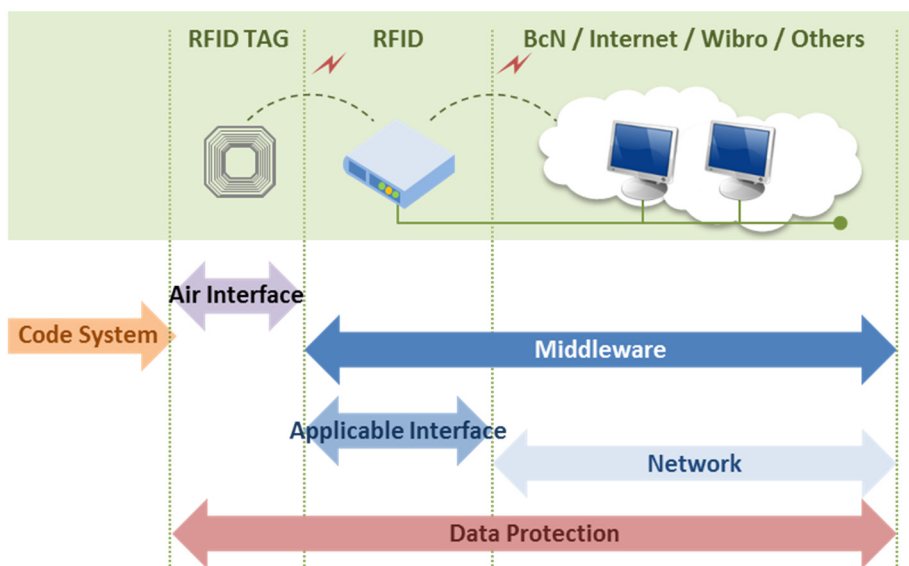 RFID TAG
RFID
BcN / Internet / Wibro / Others
Air Interface
Code System
Middleware
Applicable Interface
Network
Data Protection